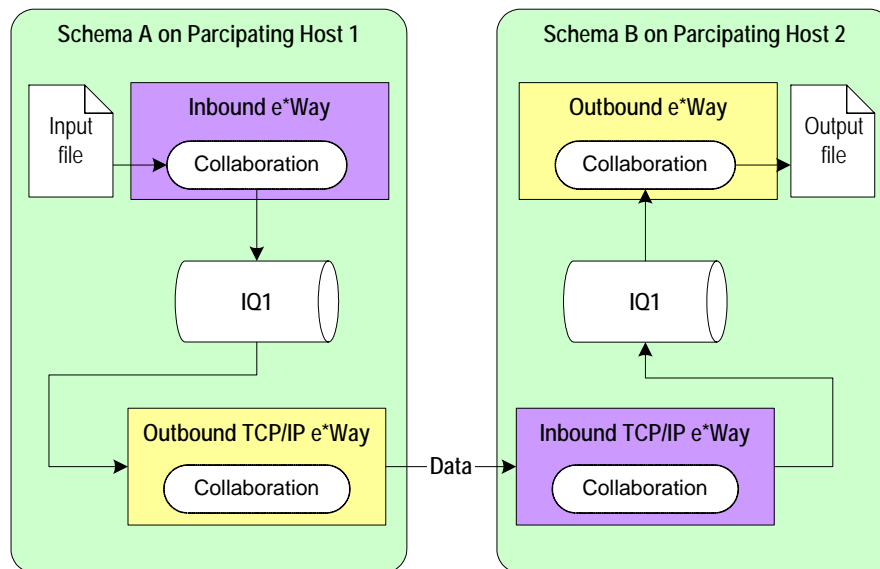 Schema A on Parcipating Host 1
Input
file
Inbound e*Way
Collaboration
IQ1
Outbound TCP/IP e*Way
Collaboration
Data
Schema B on Parcipating Host 2
Outbound e*Way
Collaboration
Output
file
IQ1
Inbound TCP/IP e*Way
Collaboration